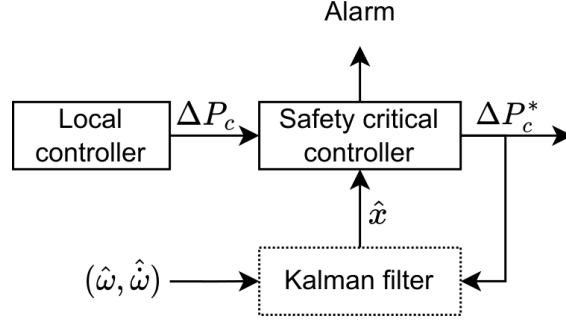 Alarm
Local
controller
ΔP_c
Safety critical
controller
ΔP_c^*
x̂
(ω̂, ω̂̇)
Kalman filter